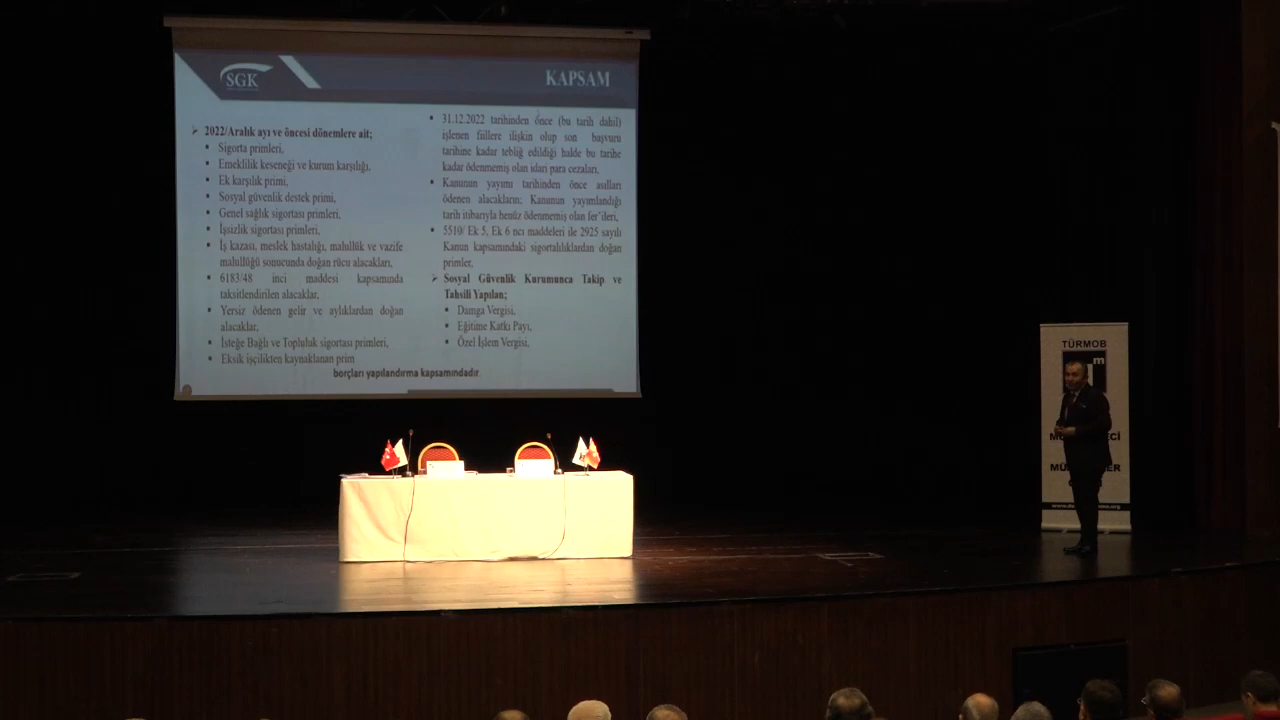 SGK
KAPSAM
2022/Aralık ayı ve öncesi dönemlere ait;
Sigorta primleri,
Emeklilik keseneği ve kurum karşılığı,
Ek karşılık primi,
Sosyal güvenlik destek primi,
Genel sağlık sigortası primleri,
İşsizlik sigortası primleri,
İş kazası, meslek hastalığı, malullük ve vazife
malullüğü sonucunda doğan rücu alacakları,
6183/48 inci maddesi kapsamında
taksitlendirilen alacaklar,
Yersiz ödenen gelir ve aylıklardan doğan
alacaklar,
İsteğe Bağlı ve Topluluk sigortası primleri,
Eksik işçilikten kaynaklanan prim
31.12.2022 tarihinden önce (bu tarih dahil)
işlenen fiillere ilişkin olup son başvuru
tarihine kadar tebliğ edildiği halde bu tarihe
kadar ödenmemiş olan idari para cezaları,
Kanunun yayımı tarihinden önce asılları
ödenen alacakların; Kanunun yayımlandığı
tarih itibarıyla henüz ödenmemiş olan fer'ileri,
5510/ Ek 5, Ek 6 ncı maddeleri ile 2925 sayılı
Kanun kapsamındaki sigortalılıklardan doğan
primler,
Sosyal Güvenlik Kurumunca Takip ve
Tahsili Yapılan;
Damga Vergisi,
Eğitime Katkı Payı,
Özel İşlem Vergisi,
borçları yapılandırma kapsamındadır.
TÜRMOB